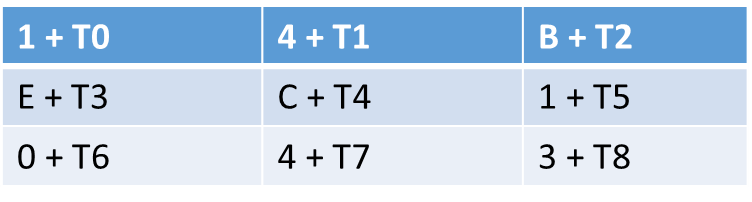 1 + T0 4 + T1 B + T2
E + T3 C + T4 1 + T5
0 + T6 4 + T7 3 + T8